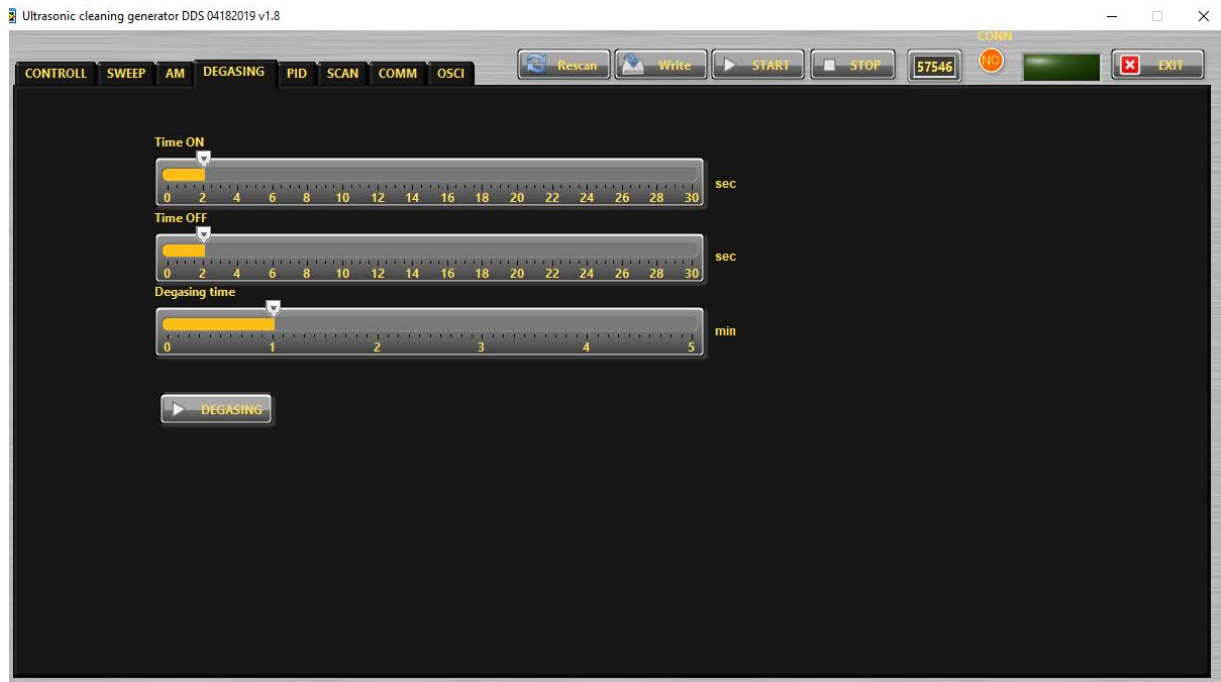 Ultrasonic cleaning generator DDS 04182019 v1.8
CONN
CONTROLL SWEEP AM DEGASING PID SCAN COMM OSCI Rescan Write START STOP 57546 NO EXIT
Time ON
0 2 4 6 8 10 12 14 16 18 20 22 24 26 28 30 sec
Time OFF
0 2 4 6 8 10 12 14 16 18 20 22 24 26 28 30 sec
Degasing time
0 1 2 3 4 5 min
DEGASING